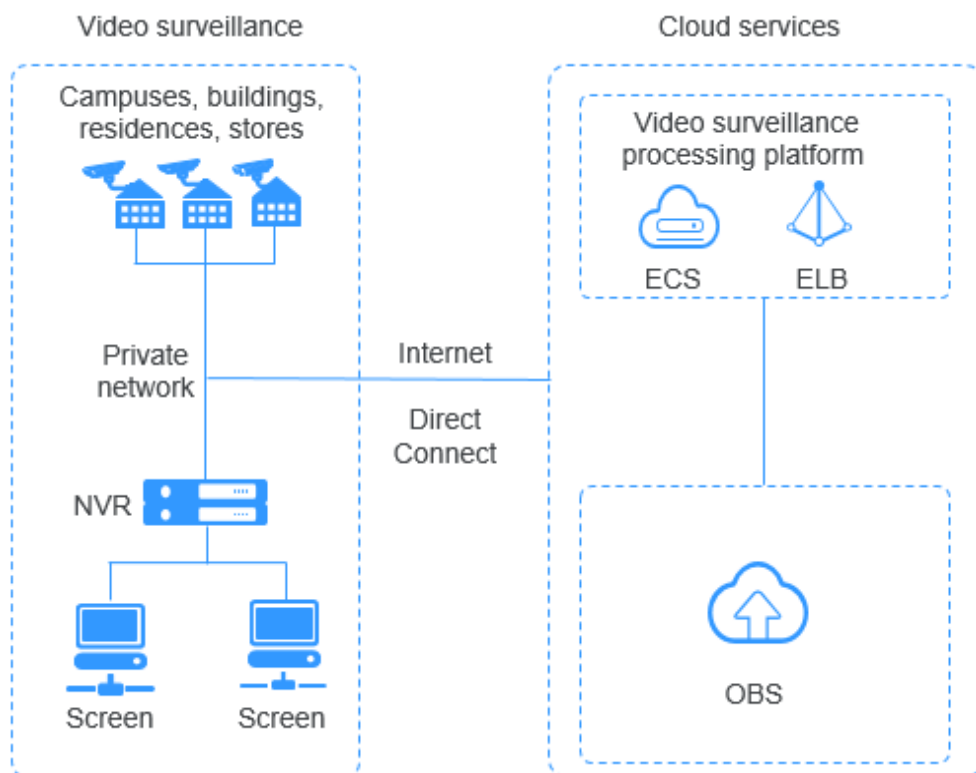 Video surveillance
Cloud services
Campuses, buildings,
residences, stores
Video surveillance
processing platform
ECS
ELB
Private
network
Internet
Direct
Connect
NVR
Screen
Screen
OBS